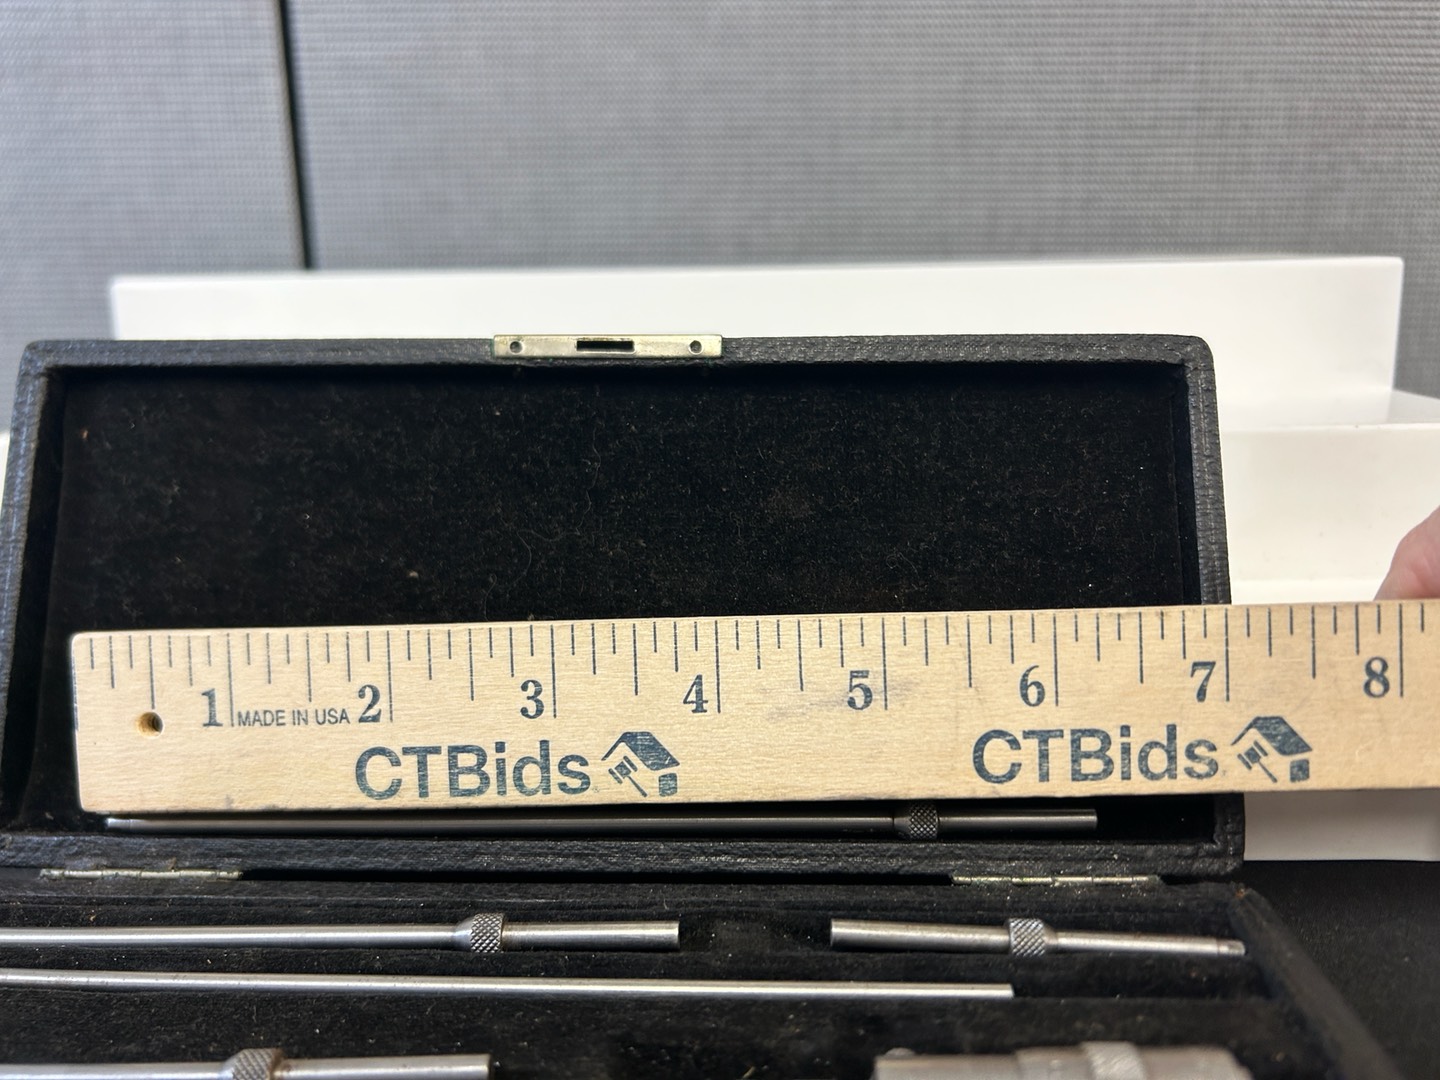 1 2 3 4 5 6 7 8
MADE IN USA
CTBids CTBids